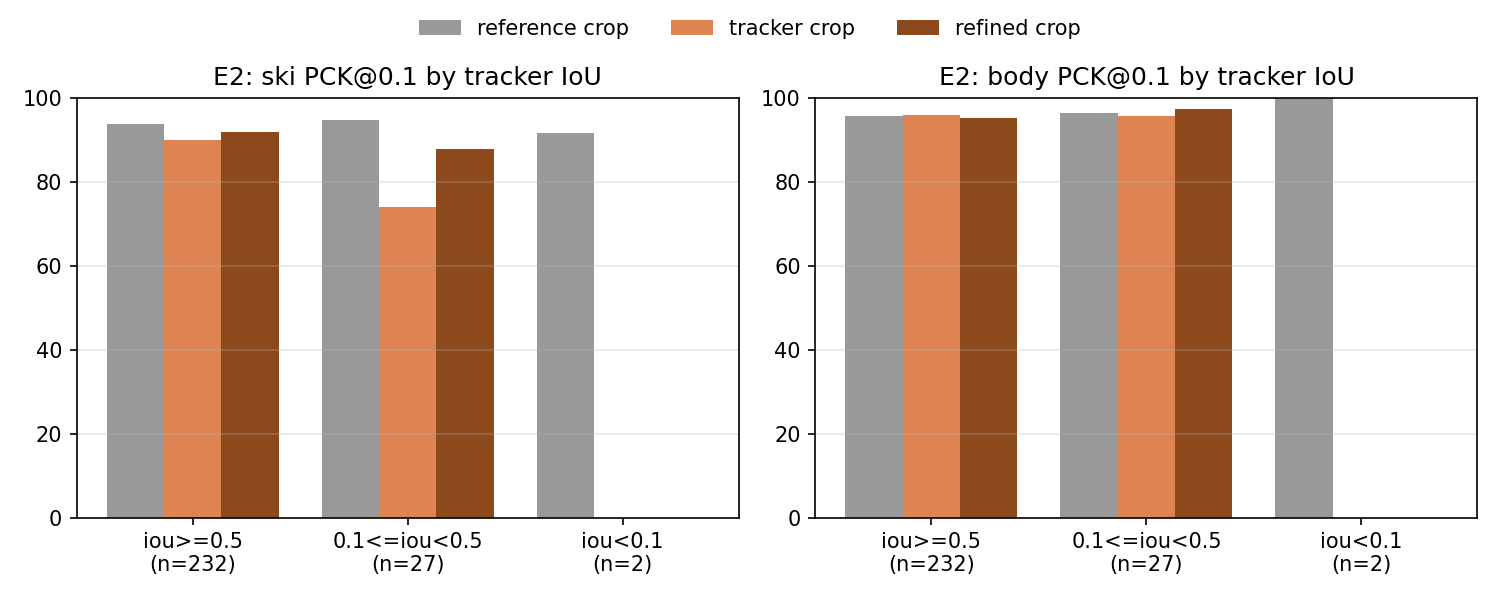 reference crop tracker crop refined crop
E2: ski PCK@0.1 by tracker IoU
100
80
60
40
20
0
iou>=0.5
(n=232)
0.1<=iou<0.5
(n=27)
iou<0.1
(n=2)
E2: body PCK@0.1 by tracker IoU
100
80
60
40
20
0
iou>=0.5
(n=232)
0.1<=iou<0.5
(n=27)
iou<0.1
(n=2)